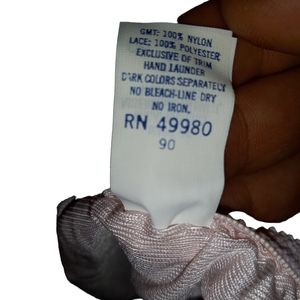 GMT: 100% NYLON
LACE: 100% POLYESTER
EXCLUSIVE OF TRIM
HAND LAUNDER
DARK COLORS SEPARATELY
NO BLEACH-LINE DRY
NO IRON.
RN 49980
90